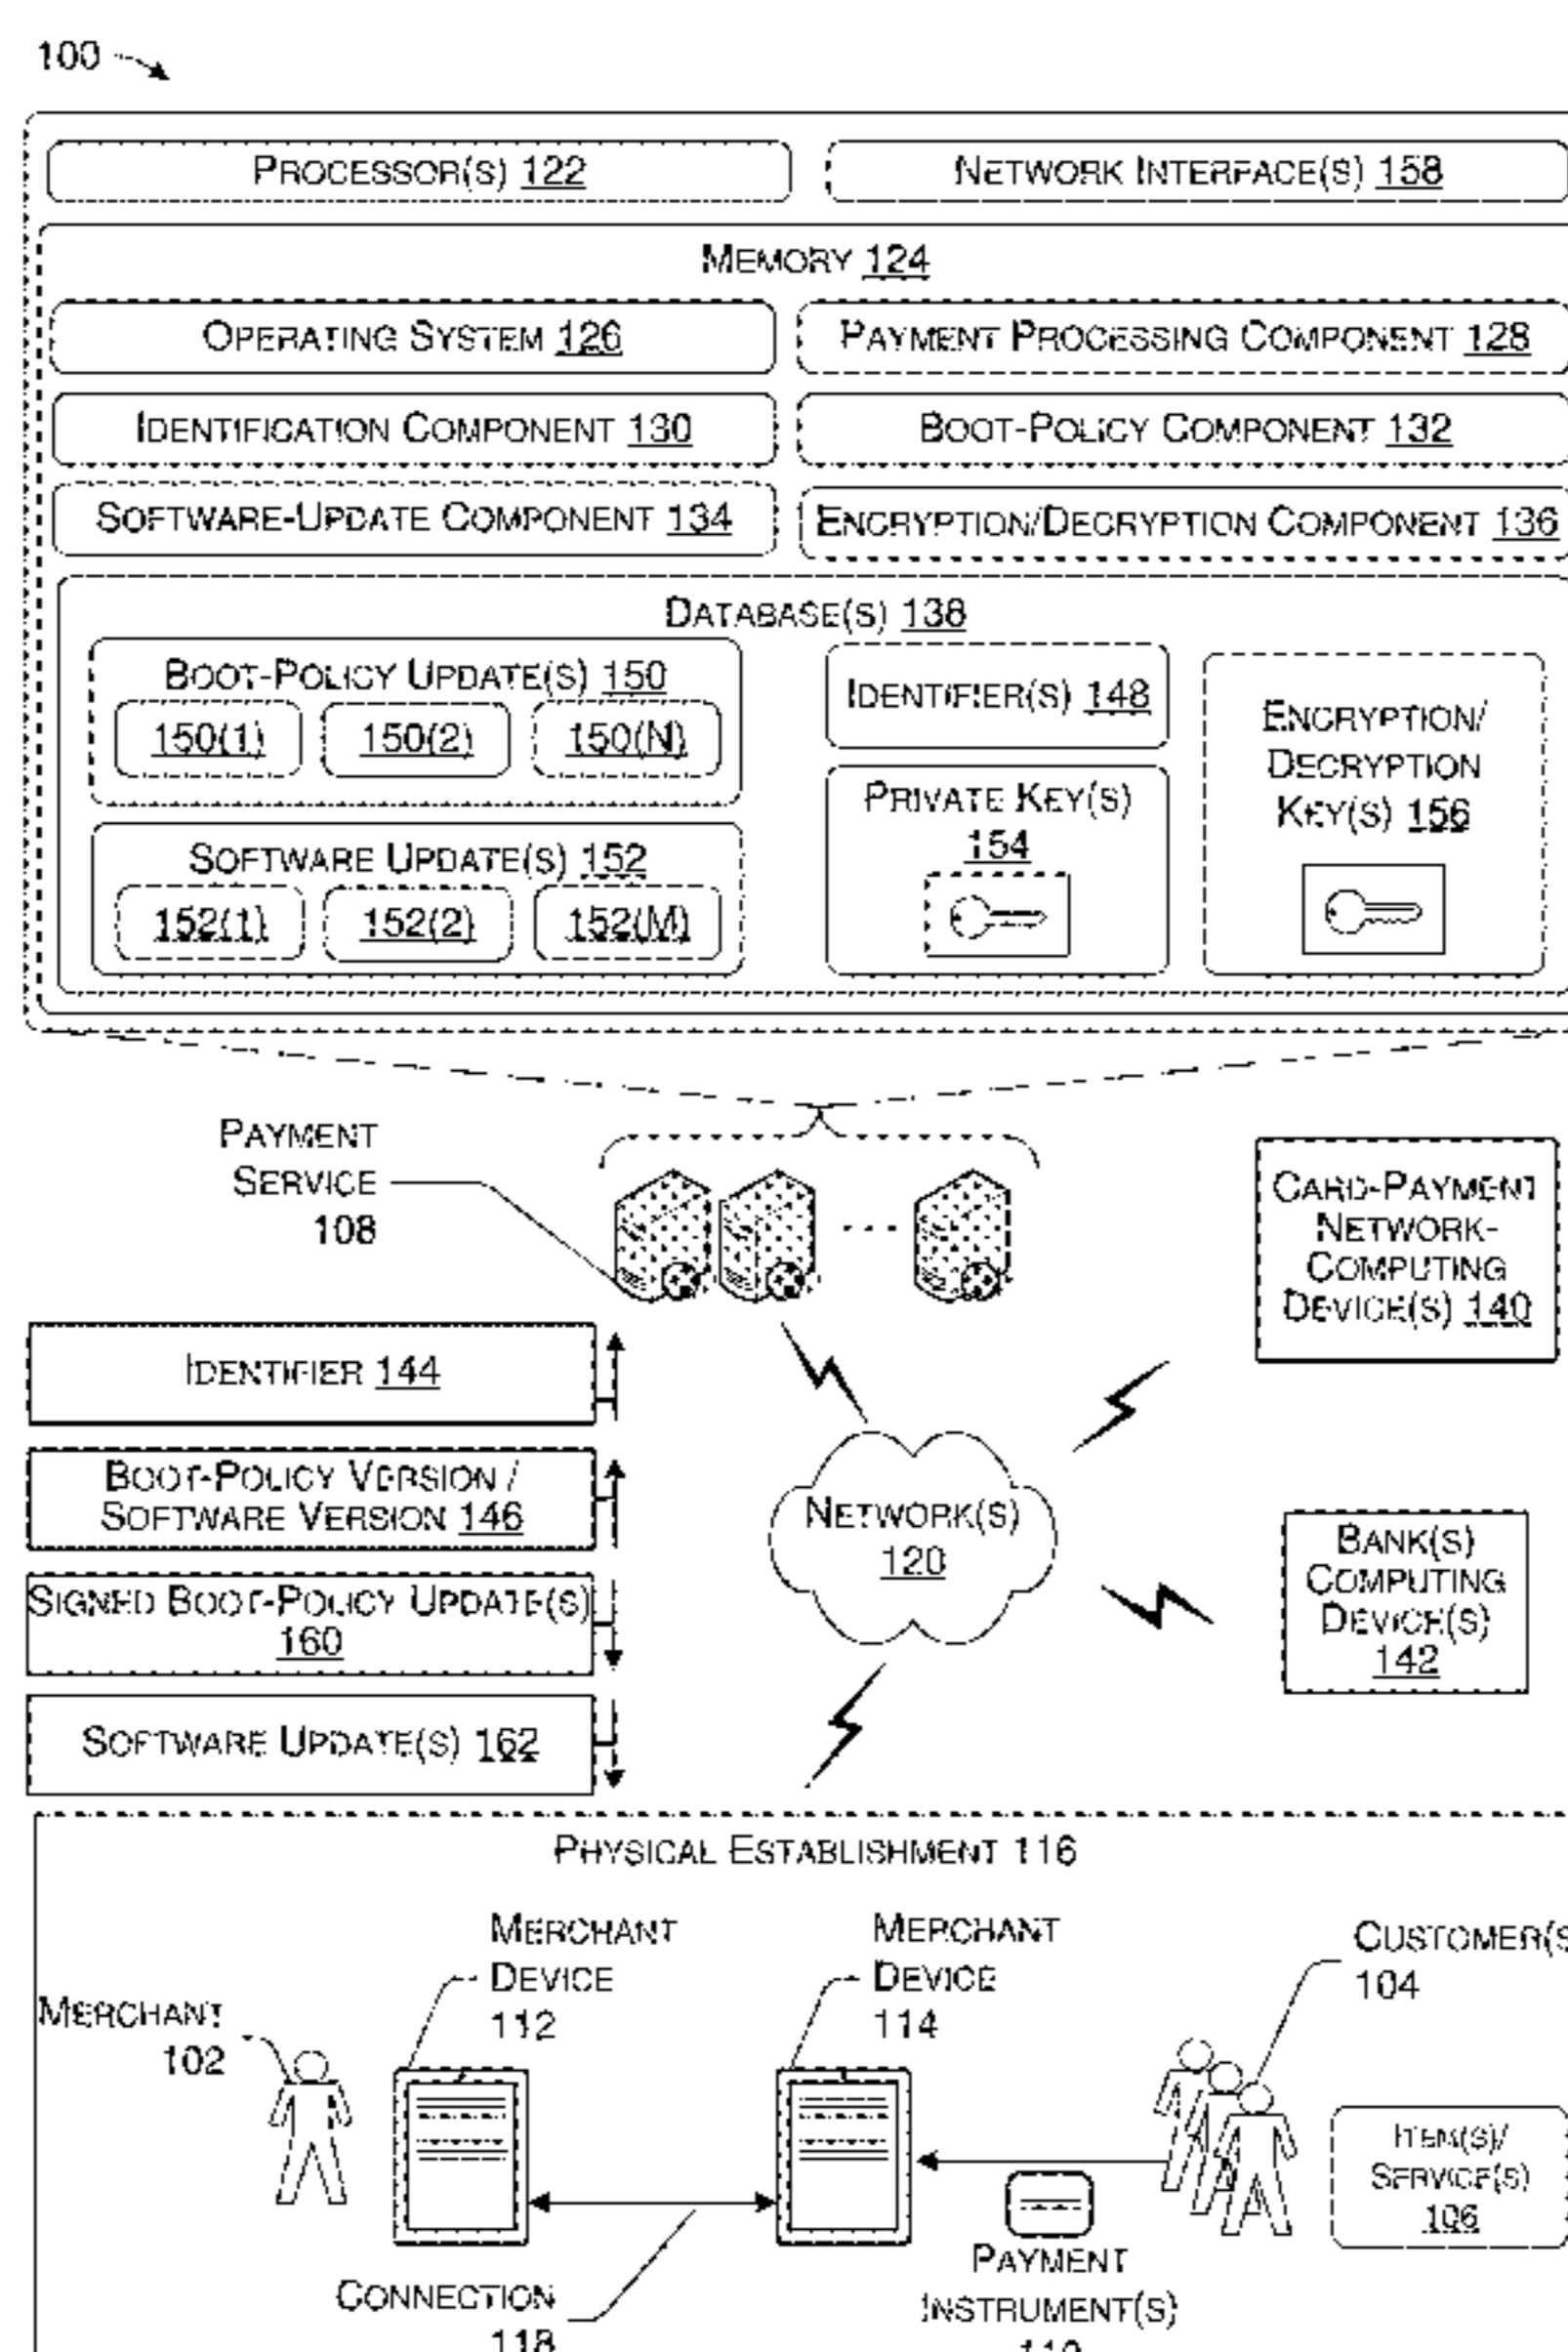 100
PROCESSOR(S) 122
NETWORK INTERFACE(S) 158
MEMORY 124
OPERATING SYSTEM 126
PAYMENT PROCESSING COMPONENT 128
IDENTIFICATION COMPONENT 130
BOOT-POLICY COMPONENT 132
SOFTWARE-UPDATE COMPONENT 134
ENCRYPTION/DECRYPTION COMPONENT 136
DATABASE(S) 138
BOOT-POLICY UPDATE(S) 150
150(1) 150(2) 150(N)
SOFTWARE UPDATE(S) 152
152(1) 152(2) 152(M)
IDENTIFIER(S) 148
PRIVATE KEY(S)
154
ENCRYPTION/
DECRYPTION
KEY(S) 156
PAYMENT
SERVICE
108
CARD-PAYMENT
NETWORK-
COMPUTING
DEVICE(S) 140
IDENTIFIER 144
BOOT-POLICY VERSION /
SOFTWARE VERSION 146
SIGNED BOOT-POLICY UPDATE(S)
160
SOFTWARE UPDATE(S) 162
NETWORK(S)
120
BANK(S)
COMPUTING
DEVICE(S)
142
PHYSICAL ESTABLISHMENT 116
MERCHANT
102
MERCHANT
DEVICE
112
MERCHANT
DEVICE
114
CUSTOMER(S
104
ITEM(S)/
SERVICE(S)
106
CONNECTION
118
PAYMENT
INSTRUMENT(S)